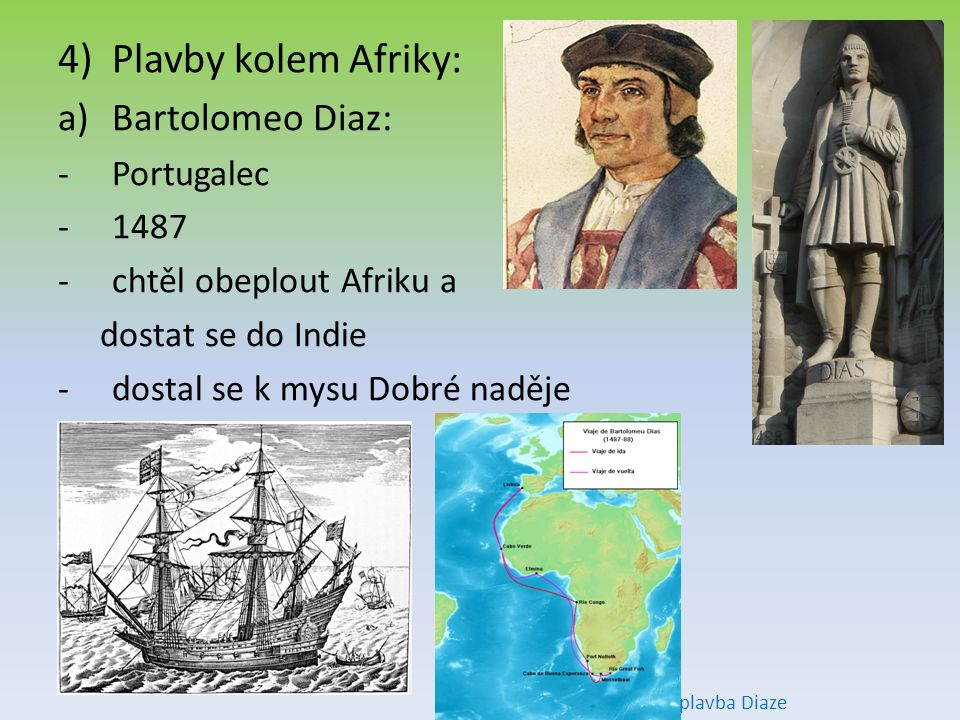 4) Plavby kolem Afriky:
a) Bartolomeo Diaz:
- Portugalec
- 1487
- chtěl obeplout Afriku a
dostat se do Indie
- dostal se k mysu Dobré naděje
DIAS
Viaje de Bartolomeu Dias
(1487-88)
Viaje de ida
Viaje de vuelta
Lisboa
Cabo Verde
Elmina
Río Congo
Port Nolloth
Río Great Fish
Cabo de Buena Esperanza
Mosselbaai
plavba Diaze